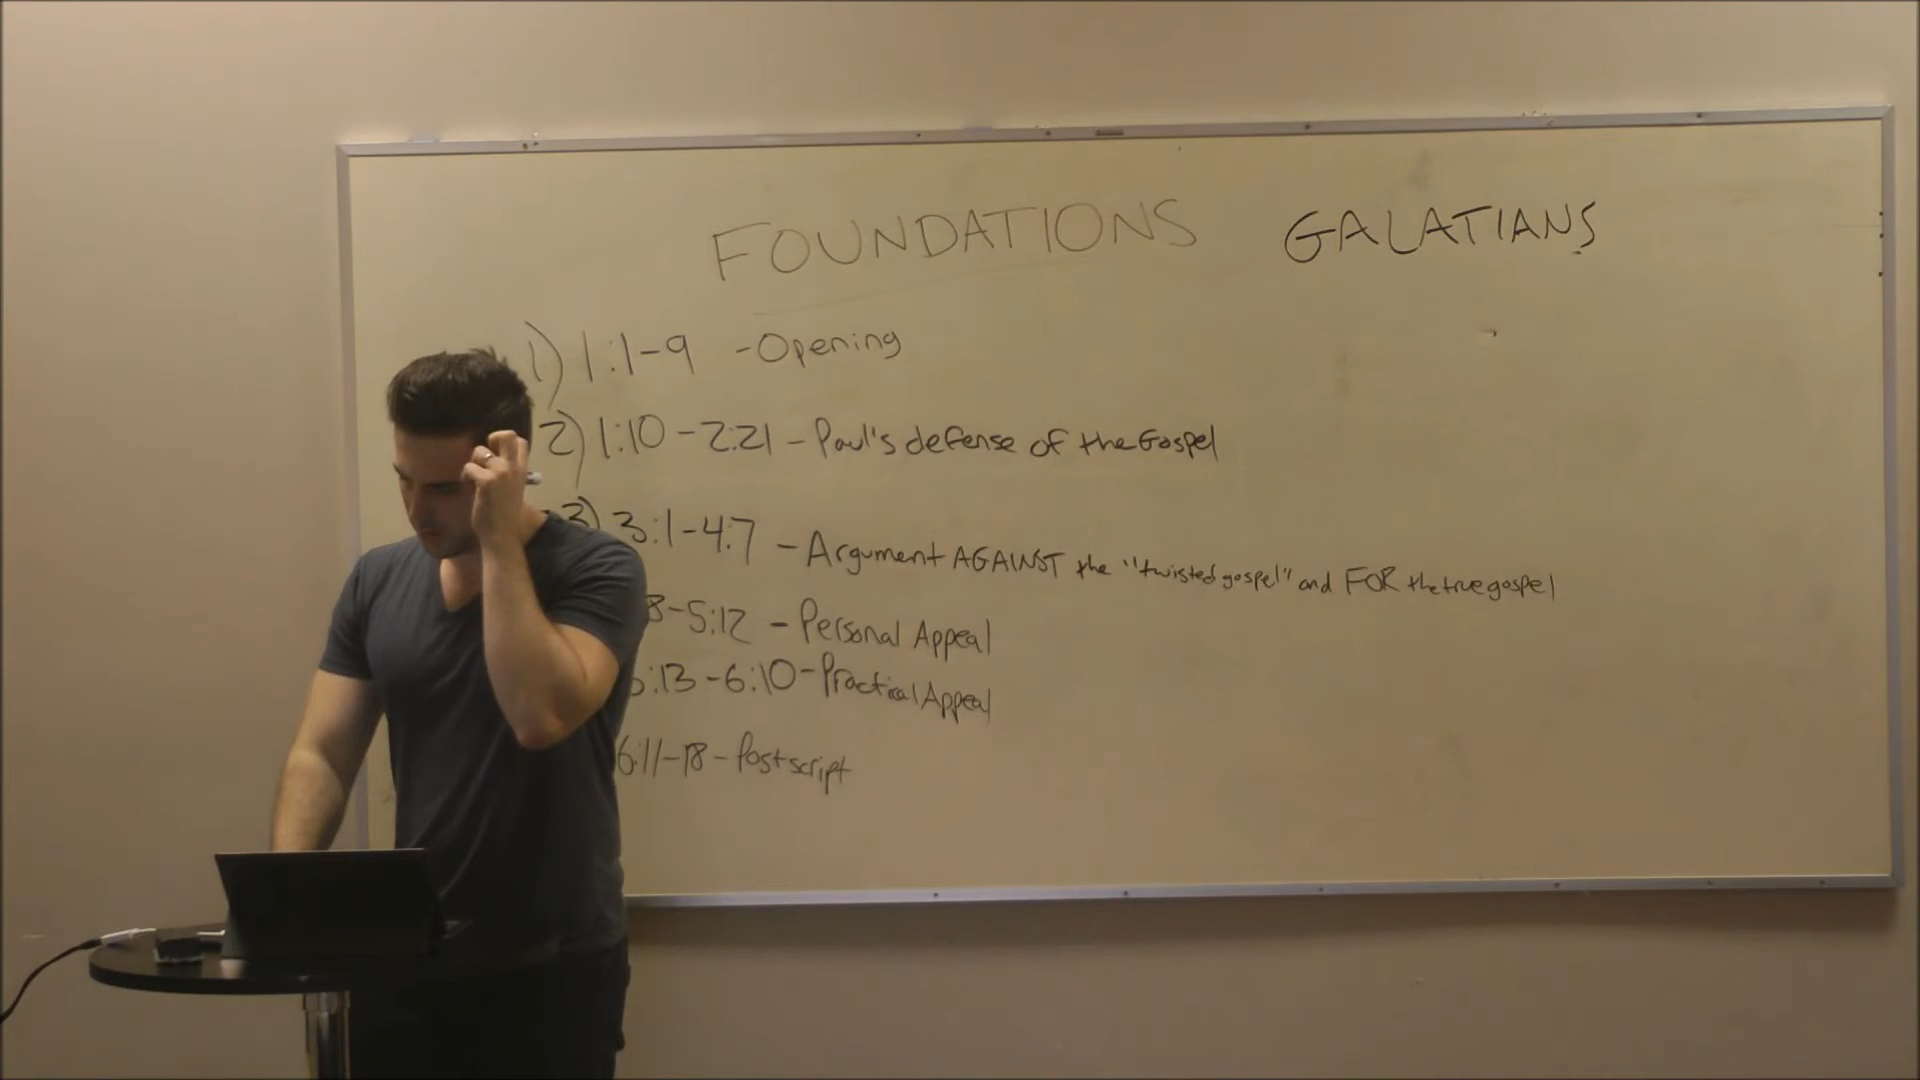 FOUNDATIONS GALATIANS
1) 1:1-9 -Opening
2) 1:10-2:21 - Paul's defense of the Gospel
3) 3:1-4:7 - Argument AGAINST the "twisted gospel" and FOR the true gospel
8-5:12 - Personal Appeal
:13-6:10-Practical Appeal
6:11-18-Postscript